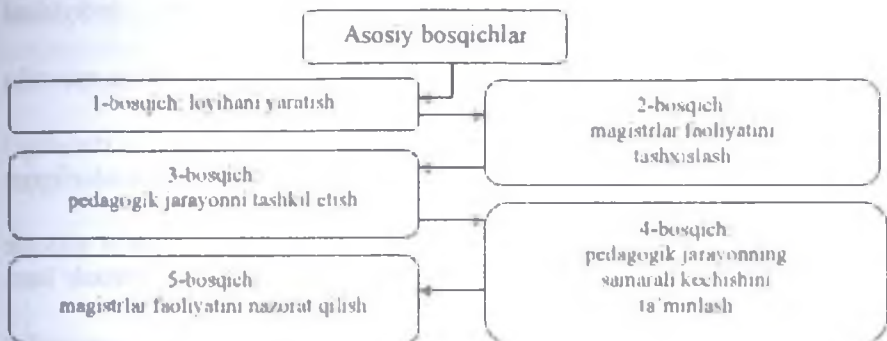 Asosiy bosqichlar
1-bosqich: loyihani yaratish
2-bosqich
magistrlar faoliyatini
tashxislash
3-bosqich
pedagogik jarayonni tashkil etish
4-bosqich
pedagogik jarayonning
samarali kechishini
ta'minlash
5-bosqich
magistrlar faoliyatini nazorat qilish